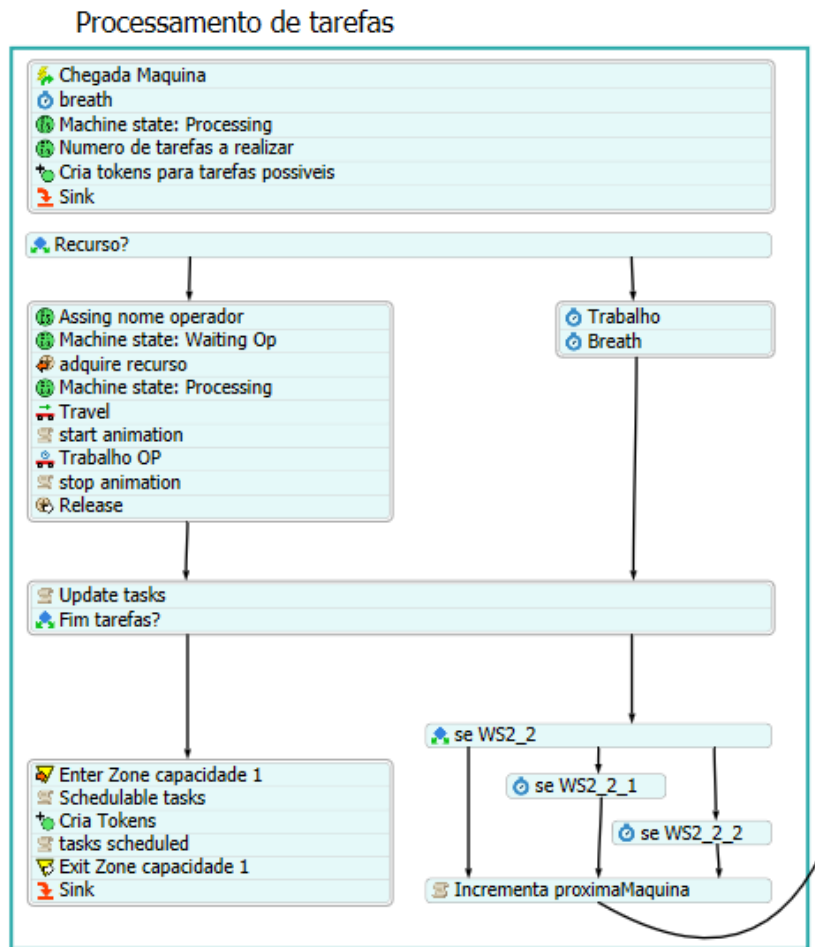 Processamento de tarefas
Chegada Maquina
breath
Machine state: Processing
Numero de tarefas a realizar
Cria tokens para tarefas possiveis
Sink
Recurso?
Assing nome operador
Machine state: Waiting Op
adquire recurso
Machine state: Processing
Travel
start animation
Trabalho OP
stop animation
Release
Trabalho
Breath
Update tasks
Fim tarefas?
Enter Zone capacidade 1
Schedulable tasks
Cria Tokens
tasks scheduled
Exit Zone capacidade 1
Sink
se WS2_2
se WS2_2_1
se WS2_2_2
Incrementa proximaMaquina